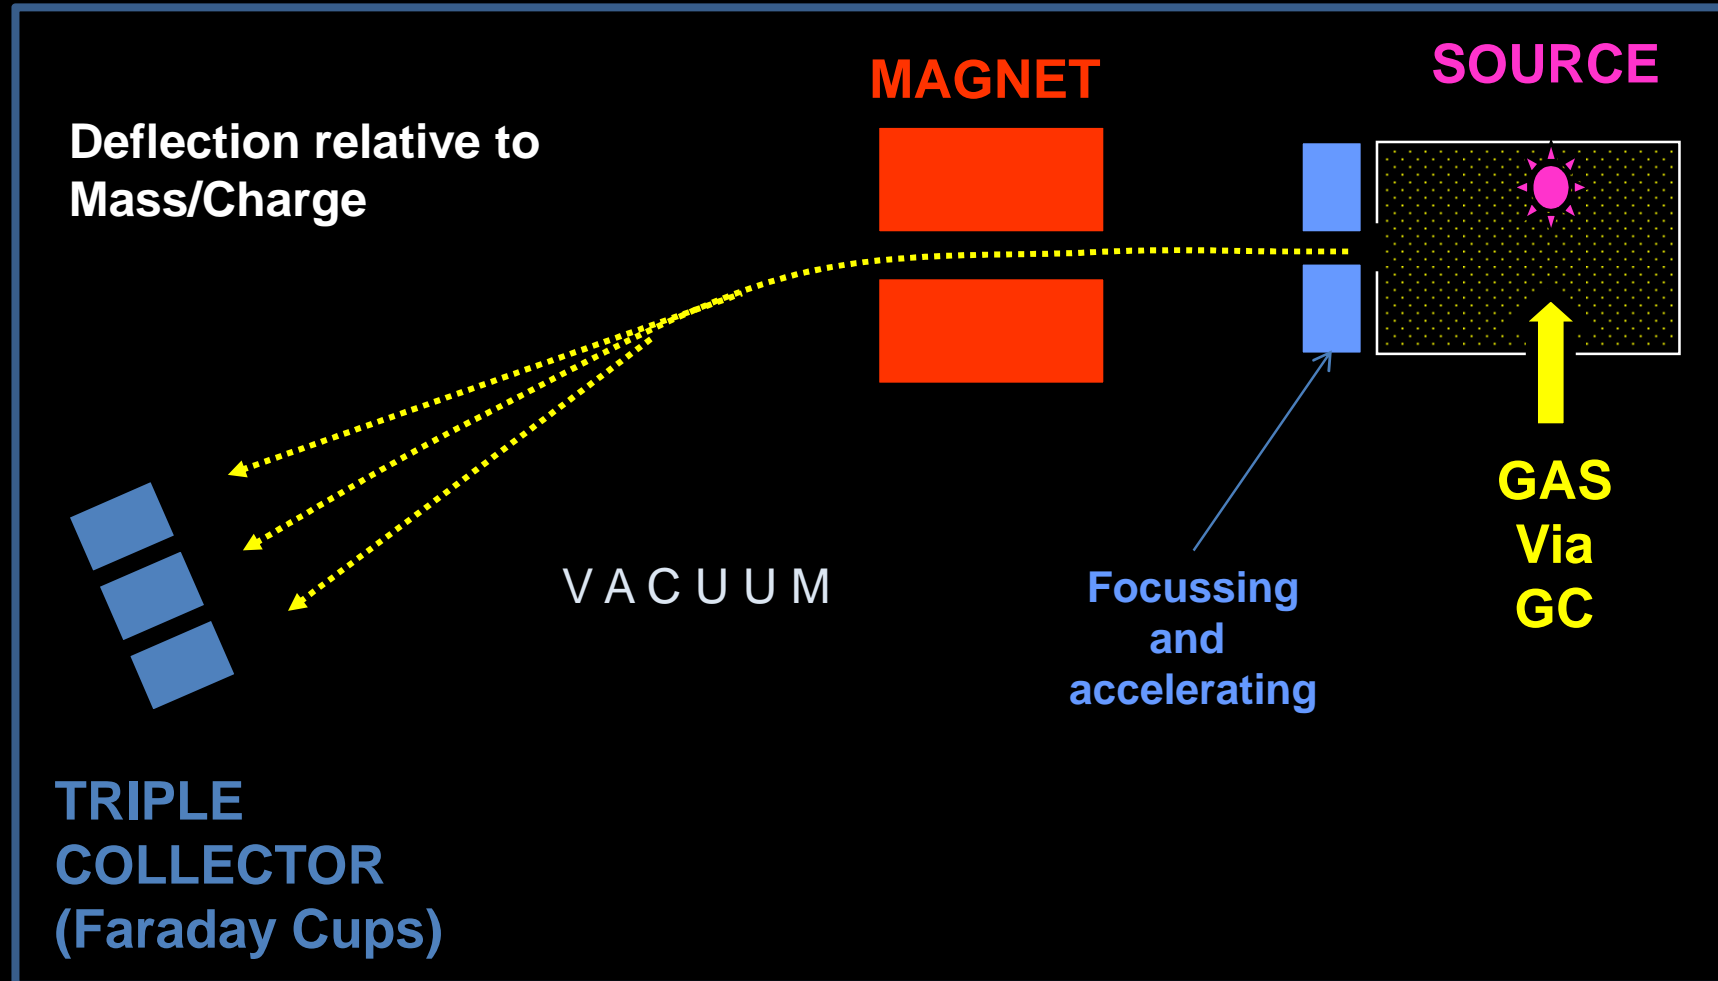 SOURCE
MAGNET
Deflection relative to
Mass/Charge
GAS
Via
GC
VACUUM
Focussing
and
accelerating
TRIPLE
COLLECTOR
(Faraday Cups)